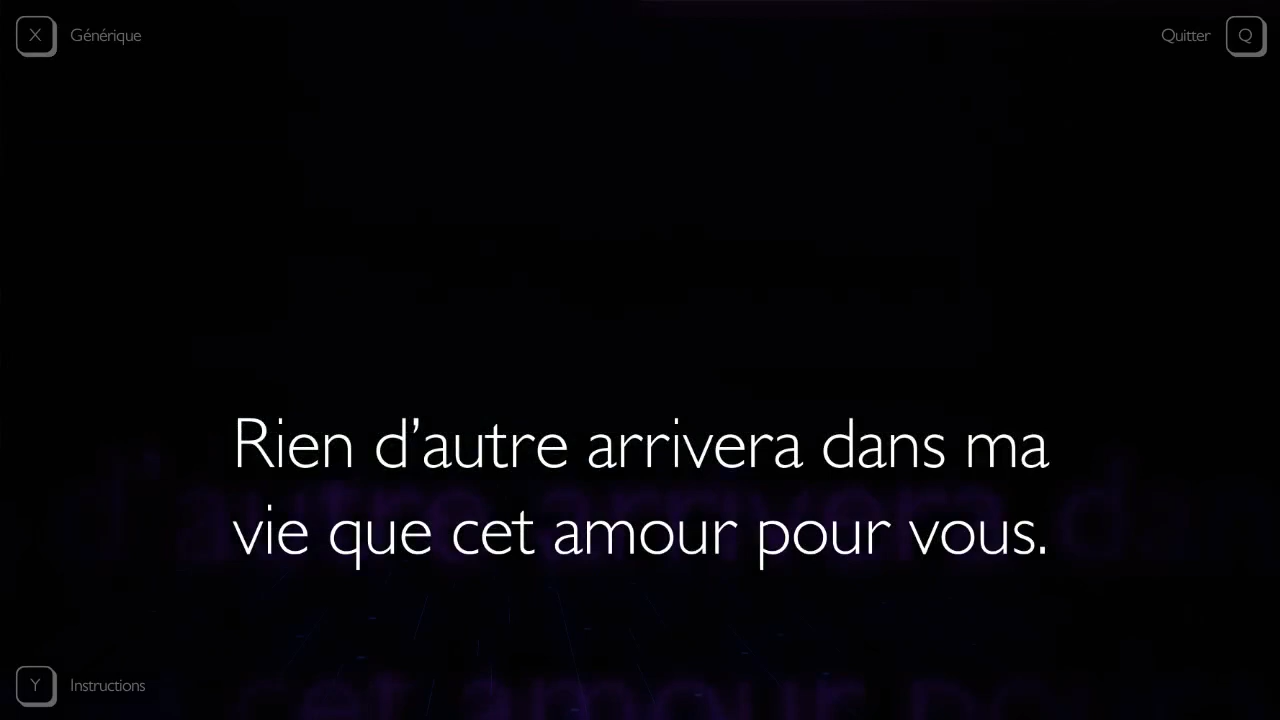 X Générique
Quitter Q
Rien d’autre arrivera dans ma
vie que cet amour pour vous.
Y Instructions